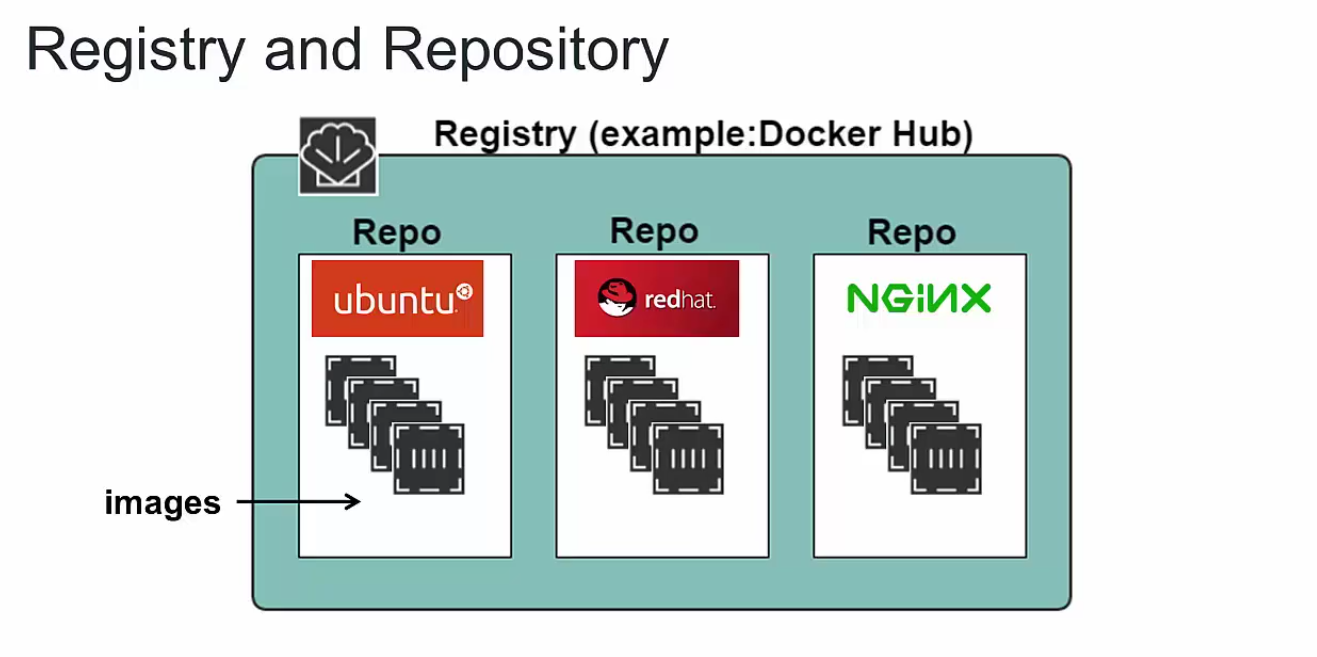 Registry and Repository
Registry (example:Docker Hub)
Repo
Repo
Repo
ubuntu
redhat.
NGiNX
images